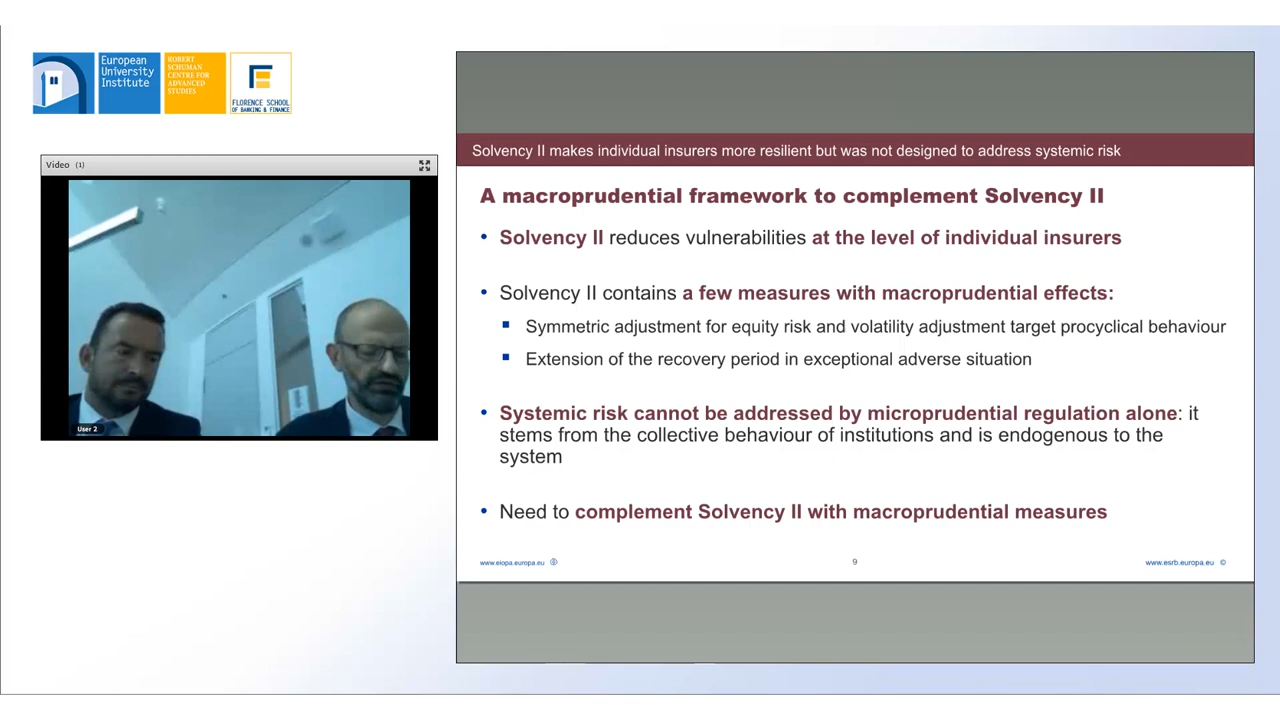 European
University
Institute
ROBERT
SCHUMAN
CENTRE FOR
ADVANCED
STUDIES
FLORENCE SCHOOL
OF BANKING & FINANCE
Video (1)
User 2
Solvency II makes individual insurers more resilient but was not designed to address systemic risk
A macroprudential framework to complement Solvency II
• Solvency II reduces vulnerabilities at the level of individual insurers
• Solvency II contains a few measures with macroprudential effects:
▪ Symmetric adjustment for equity risk and volatility adjustment target procyclical behaviour
▪ Extension of the recovery period in exceptional adverse situation
• Systemic risk cannot be addressed by microprudential regulation alone: it
stems from the collective behaviour of institutions and is endogenous to the
system
• Need to complement Solvency II with macroprudential measures
www.eiopa.europa.eu
9
www.esrb.europa.eu ©